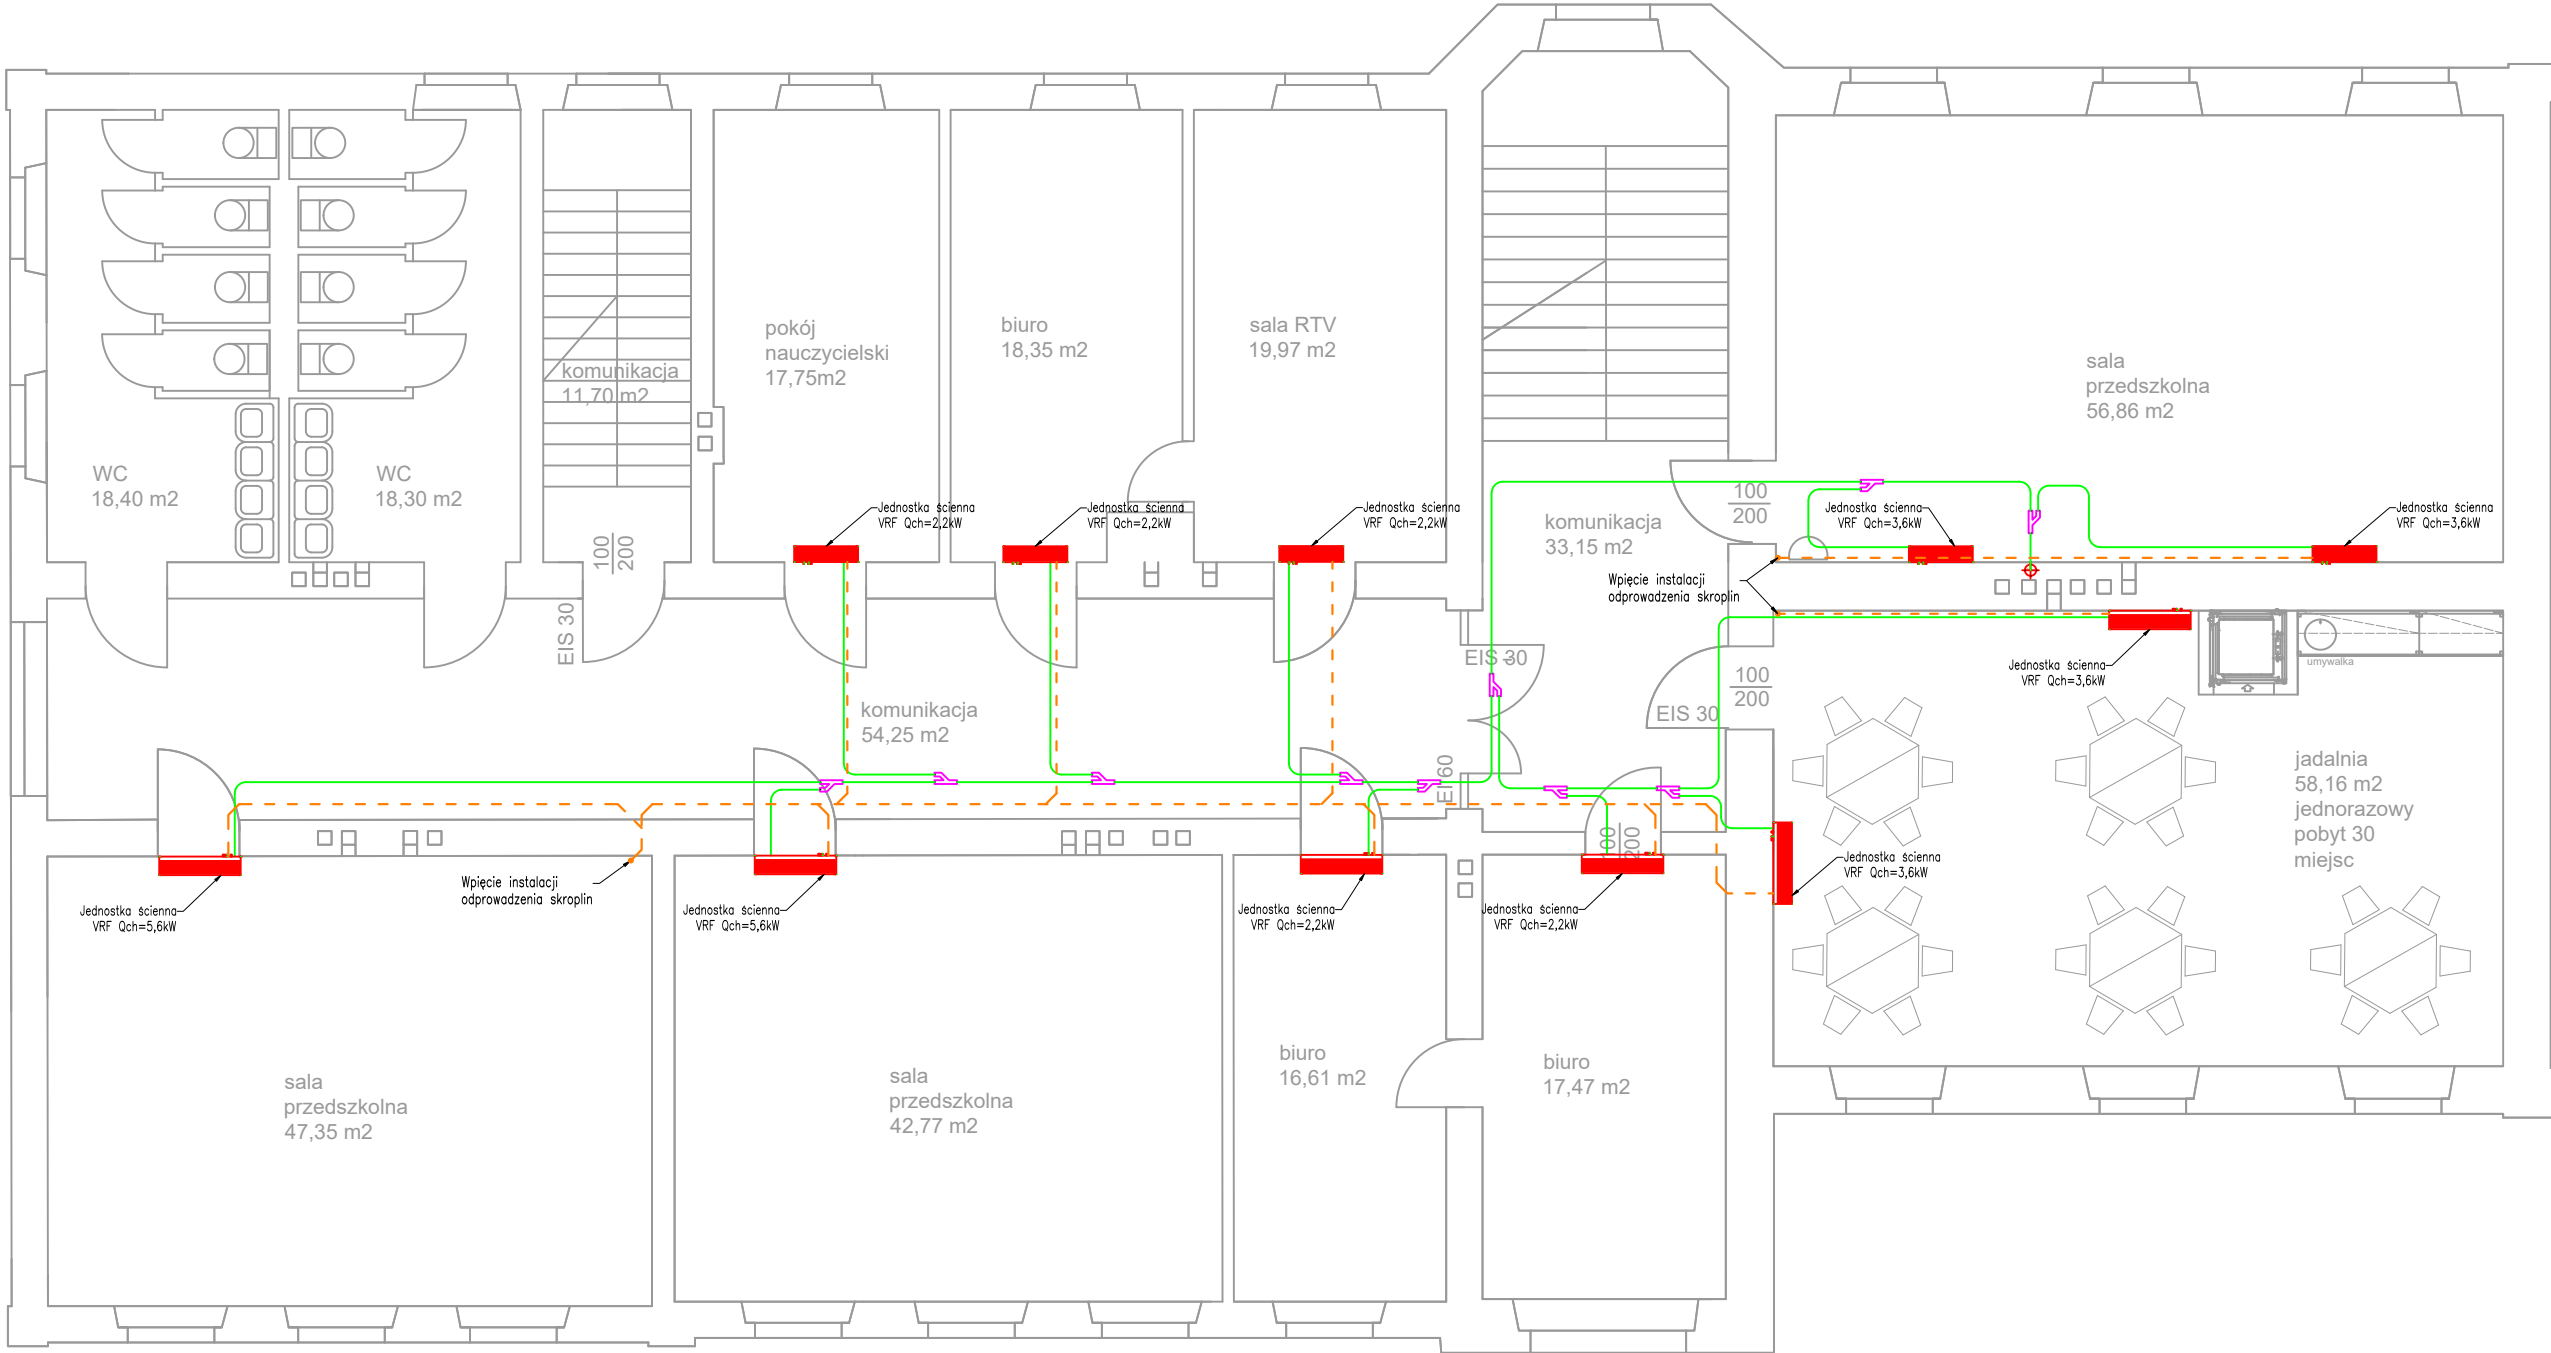 pokój
nauczycielski
17,75m2
biuro
18,35 m2
sala RTV
19,97 m2
komunikacja
11,70 m2
sala
przedszkolna
56,86 m2
WC
18,40 m2
WC
18,30 m2
100
200
Jednostka ścienna
VRF Qch=2,2kW
Jednostka ścienna
VRF Qch=2,2kW
Jednostka ścienna
VRF Qch=2,2kW
komunikacja
33,15 m2
100
200
Jednostka ścienna
VRF Qch=3,6kW
Jednostka ścienna
VRF Qch=3,6kW
Wpięcie instalacji
odprowadzenia skroplin
EIS 30
EIS 30
Jednostka ścienna
VRF Qch=3,6kW
umywalka
100
200
EIS 30
komunikacja
54,25 m2
EI 60
jadalnia
58,16 m2
jednorazowy
pobyt 30
miejsc
100
200
Jednostka ścienna
VRF Qch=3,6kW
Jednostka ścienna
VRF Qch=5,6kW
Wpięcie instalacji
odprowadzenia skroplin
Jednostka ścienna
VRF Qch=5,6kW
Jednostka ścienna
VRF Qch=2,2kW
Jednostka ścienna
VRF Qch=2,2kW
sala
przedszkolna
47,35 m2
sala
przedszkolna
42,77 m2
biuro
16,61 m2
biuro
17,47 m2